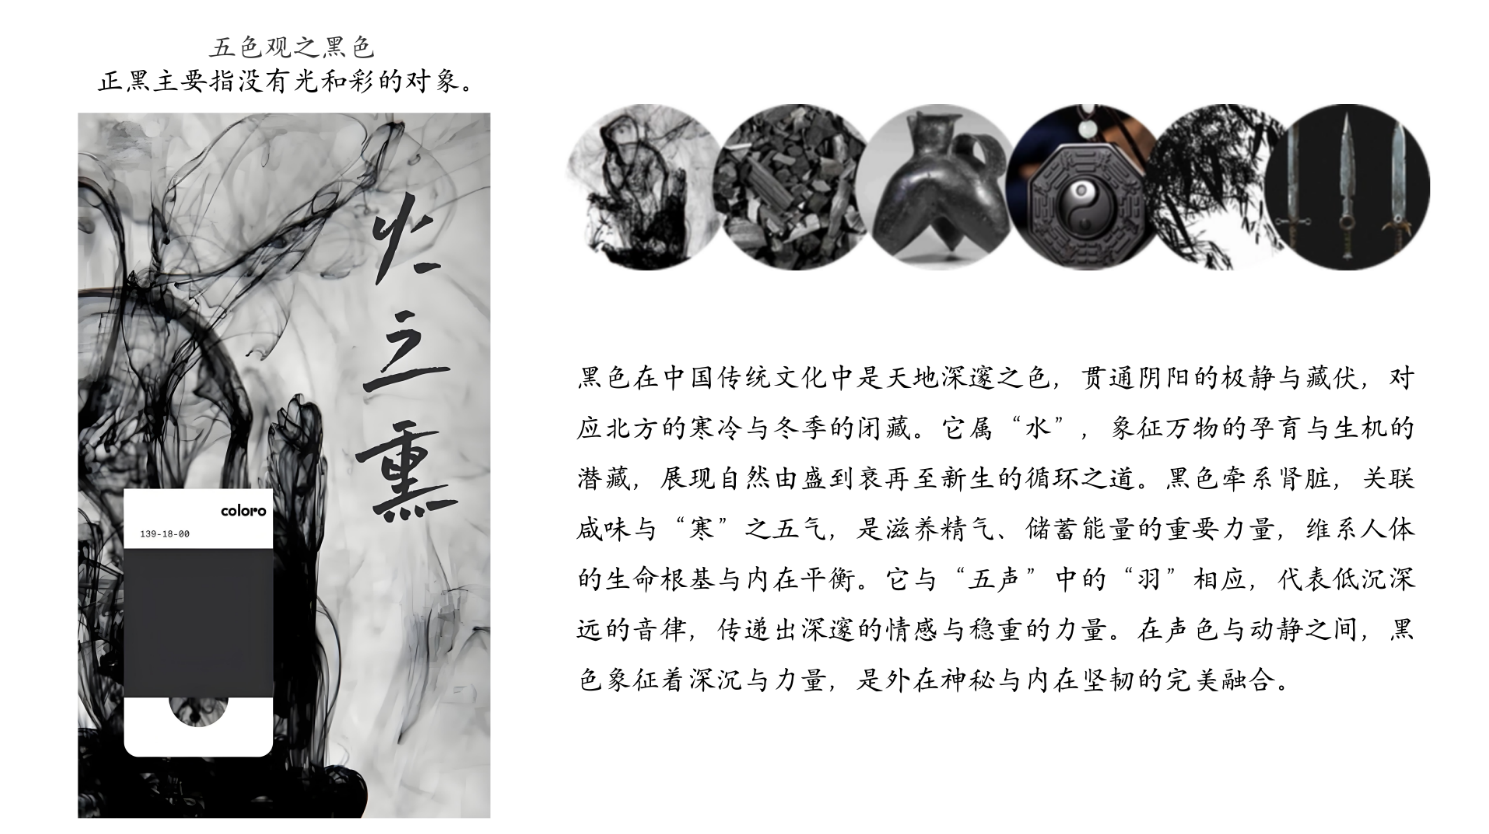 五色观之黑色
正黑主要指没有光和彩的对象。
火
之
熏
coloro
139-18-00
黑色在中国传统文化中是天地深邃之色，贯通阴阳的极静与藏伏，对
应北方的寒冷与冬季的闭藏。它属“水”，象征万物的孕育与生机的
潜藏，展现自然由盛到衰再至新生的循环之道。黑色牵系肾脏，关联
咸味与“寒”之五气，是滋养精气、储蓄能量的重要力量，维系人体
的生命根基与内在平衡。它与“五声”中的“羽”相应，代表低沉深
远的音律，传递出深邃的情感与稳重的力量。在声色与动静之间，黑
色象征着深沉与力量，是外在神秘与内在坚韧的完美融合。